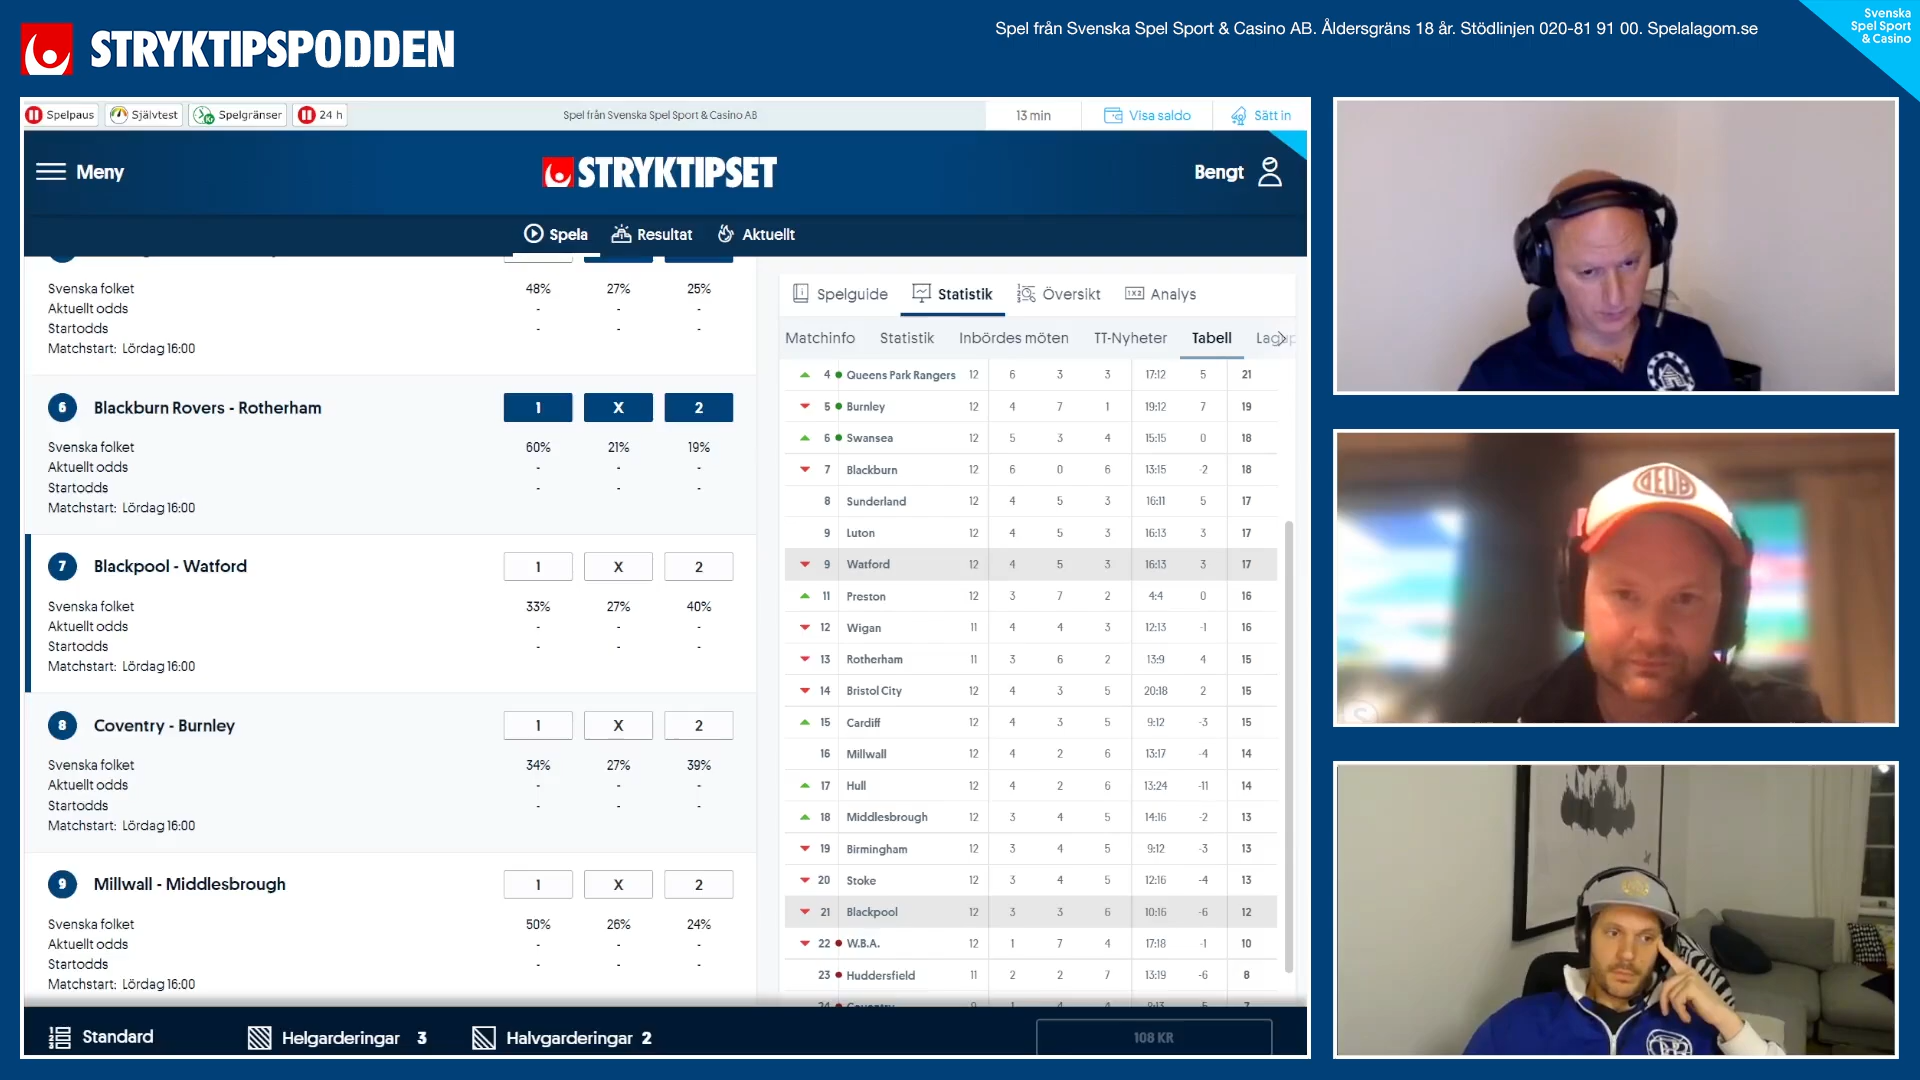 STRYKTIPSPODDEN
Spel från Svenska Spel Sport & Casino AB. Åldersgräns 18 år. Stödlinjen 020-81 91 00. Spelalagom.se
Svenska
Spel Sport
& Casino
Spelpaus
Självtest
Spelgränser
24 h
Spel från Svenska Spel Sport & Casino AB
13 min
Visa saldo
Sätt in
Meny
STRYKTIPSET
Bengt
Spela
Resultat
Aktuellt
Svenska folket 48% 27% 25%
Aktuellt odds - - -
Startodds - - -
Matchstart: Lördag 16:00
6 Blackburn Rovers - Rotherham 1 X 2
Svenska folket 60% 21% 19%
Aktuellt odds - - -
Startodds - - -
Matchstart: Lördag 16:00
7 Blackpool - Watford 1 X 2
Svenska folket 33% 27% 40%
Aktuellt odds - - -
Startodds - - -
Matchstart: Lördag 16:00
8 Coventry - Burnley 1 X 2
Svenska folket 34% 27% 39%
Aktuellt odds - - -
Startodds - - -
Matchstart: Lördag 16:00
9 Millwall - Middlesbrough 1 X 2
Svenska folket 50% 26% 24%
Aktuellt odds - - -
Startodds - - -
Matchstart: Lördag 16:00
Spelguide Statistik Översikt Analys
Matchinfo Statistik Inbördes möten TT-Nyheter Tabell
4 Queens Park Rangers 12 6 3 3 17:12 5 21
5 Burnley 12 4 7 1 19:12 7 19
6 Swansea 12 5 3 4 15:15 0 18
7 Blackburn 12 6 0 6 13:15 -2 18
8 Sunderland 12 4 5 3 16:11 5 17
9 Luton 12 4 5 3 16:13 3 17
9 Watford 12 4 5 3 16:13 3 17
11 Preston 12 3 7 2 4:4 0 16
12 Wigan 11 4 4 3 12:13 -1 16
13 Rotherham 11 3 6 2 13:9 4 15
14 Bristol City 12 4 3 5 20:18 2 15
15 Cardiff 12 4 3 5 9:12 -3 15
16 Millwall 12 4 2 6 13:17 -4 14
17 Hull 12 4 2 6 13:24 -11 14
18 Middlesbrough 12 3 4 5 14:16 -2 13
19 Birmingham 12 3 4 5 9:12 -3 13
20 Stoke 12 3 4 5 12:16 -4 13
21 Blackpool 12 3 3 6 10:16 -6 12
22 W.B.A. 12 1 7 4 17:18 -1 10
23 Huddersfield 11 2 2 7 13:19 -6 8
Standard
Helgarderingar 3
Halvgarderingar 2
108 KR
DEUS